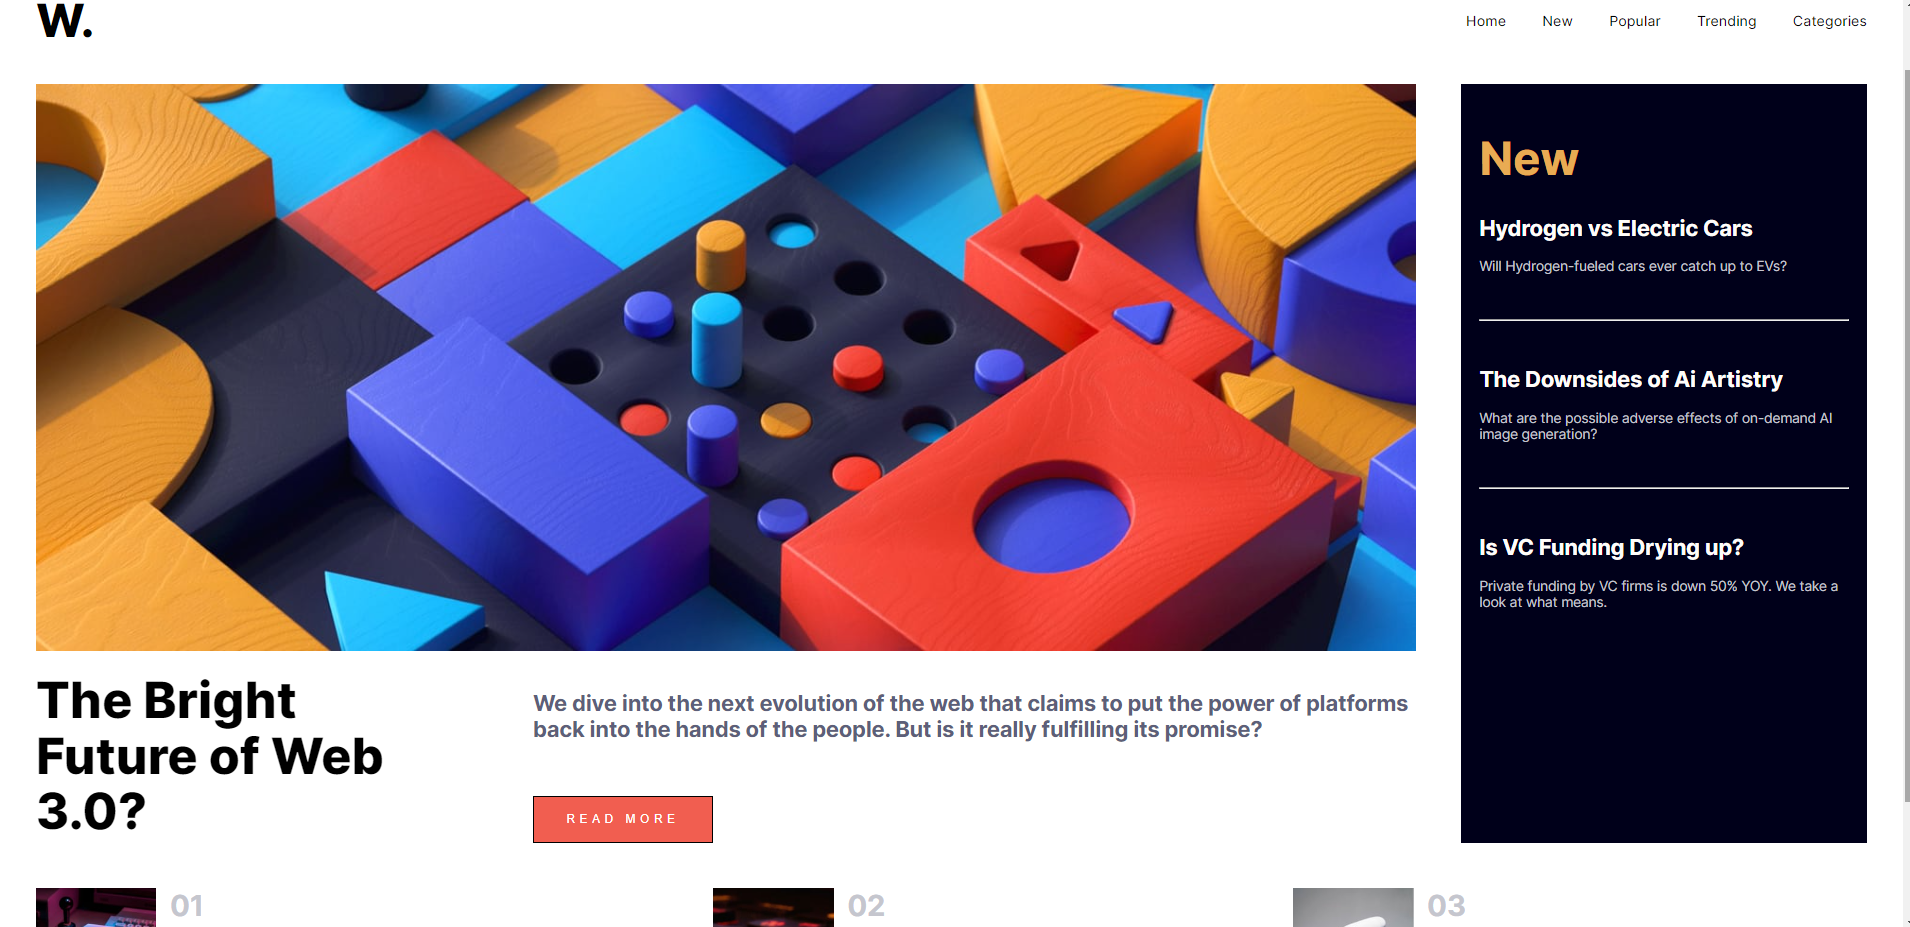 W.
Home New Popular Trending Categories
New
Hydrogen vs Electric Cars
Will Hydrogen-fueled cars ever catch up to EVs?
The Downsides of Ai Artistry
What are the possible adverse effects of on-demand AI
image generation?
Is VC Funding Drying up?
Private funding by VC firms is down 50% YOY. We take a
look at what means.
The Bright
Future of Web
3.0?
We dive into the next evolution of the web that claims to put the power of platforms
back into the hands of the people. But is it really fulfilling its promise?
READ MORE
01
02
03